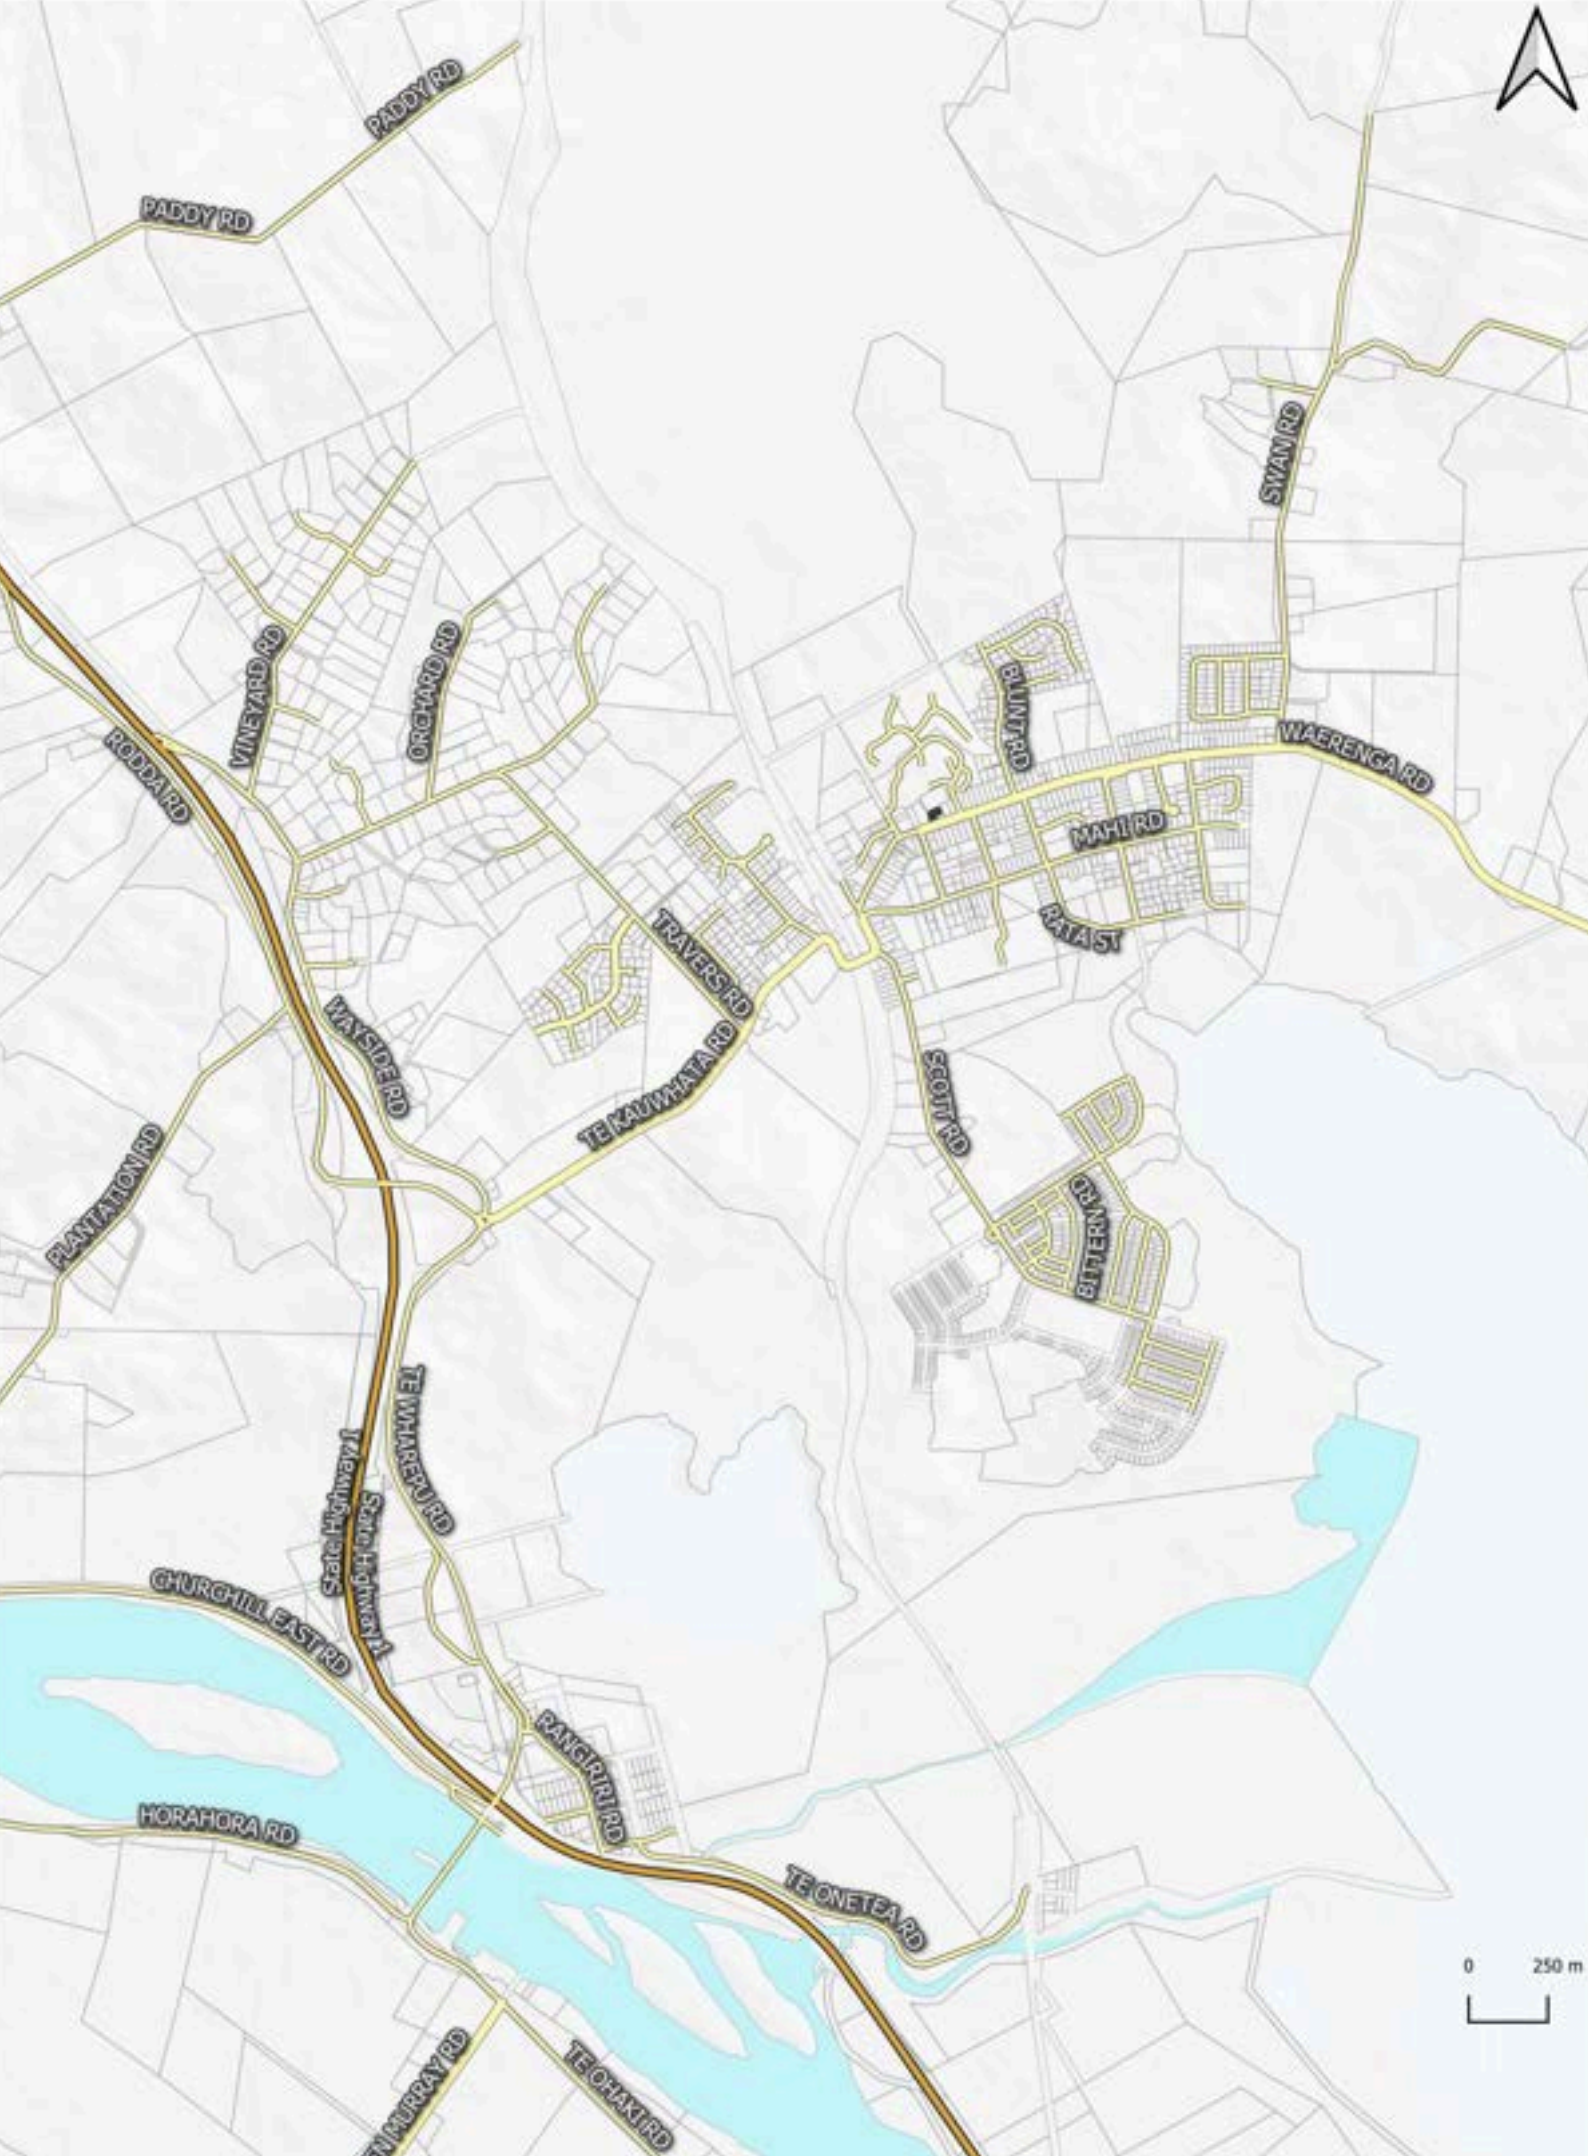 PADDY RD
PADDY RD
SWAN RD
VINEYARD RD
ORCHARD RD
BLUNT RD
RODDA RD
WAERENGA RD
MAHI RD
RATA ST
TRAVERS RD
WAYSIDE RD
TE KAUWHATA RD
SCOTT RD
PLANTATION RD
BITTERN RD
TE WHAREPU RD
State Highway 1
State Highway 1
CHURCHILL EAST RD
RANGIRIRI RD
HORAHORA RD
TE ONETEA RD
0 250 m
EN MURRAY RD
TE OHAKI RD